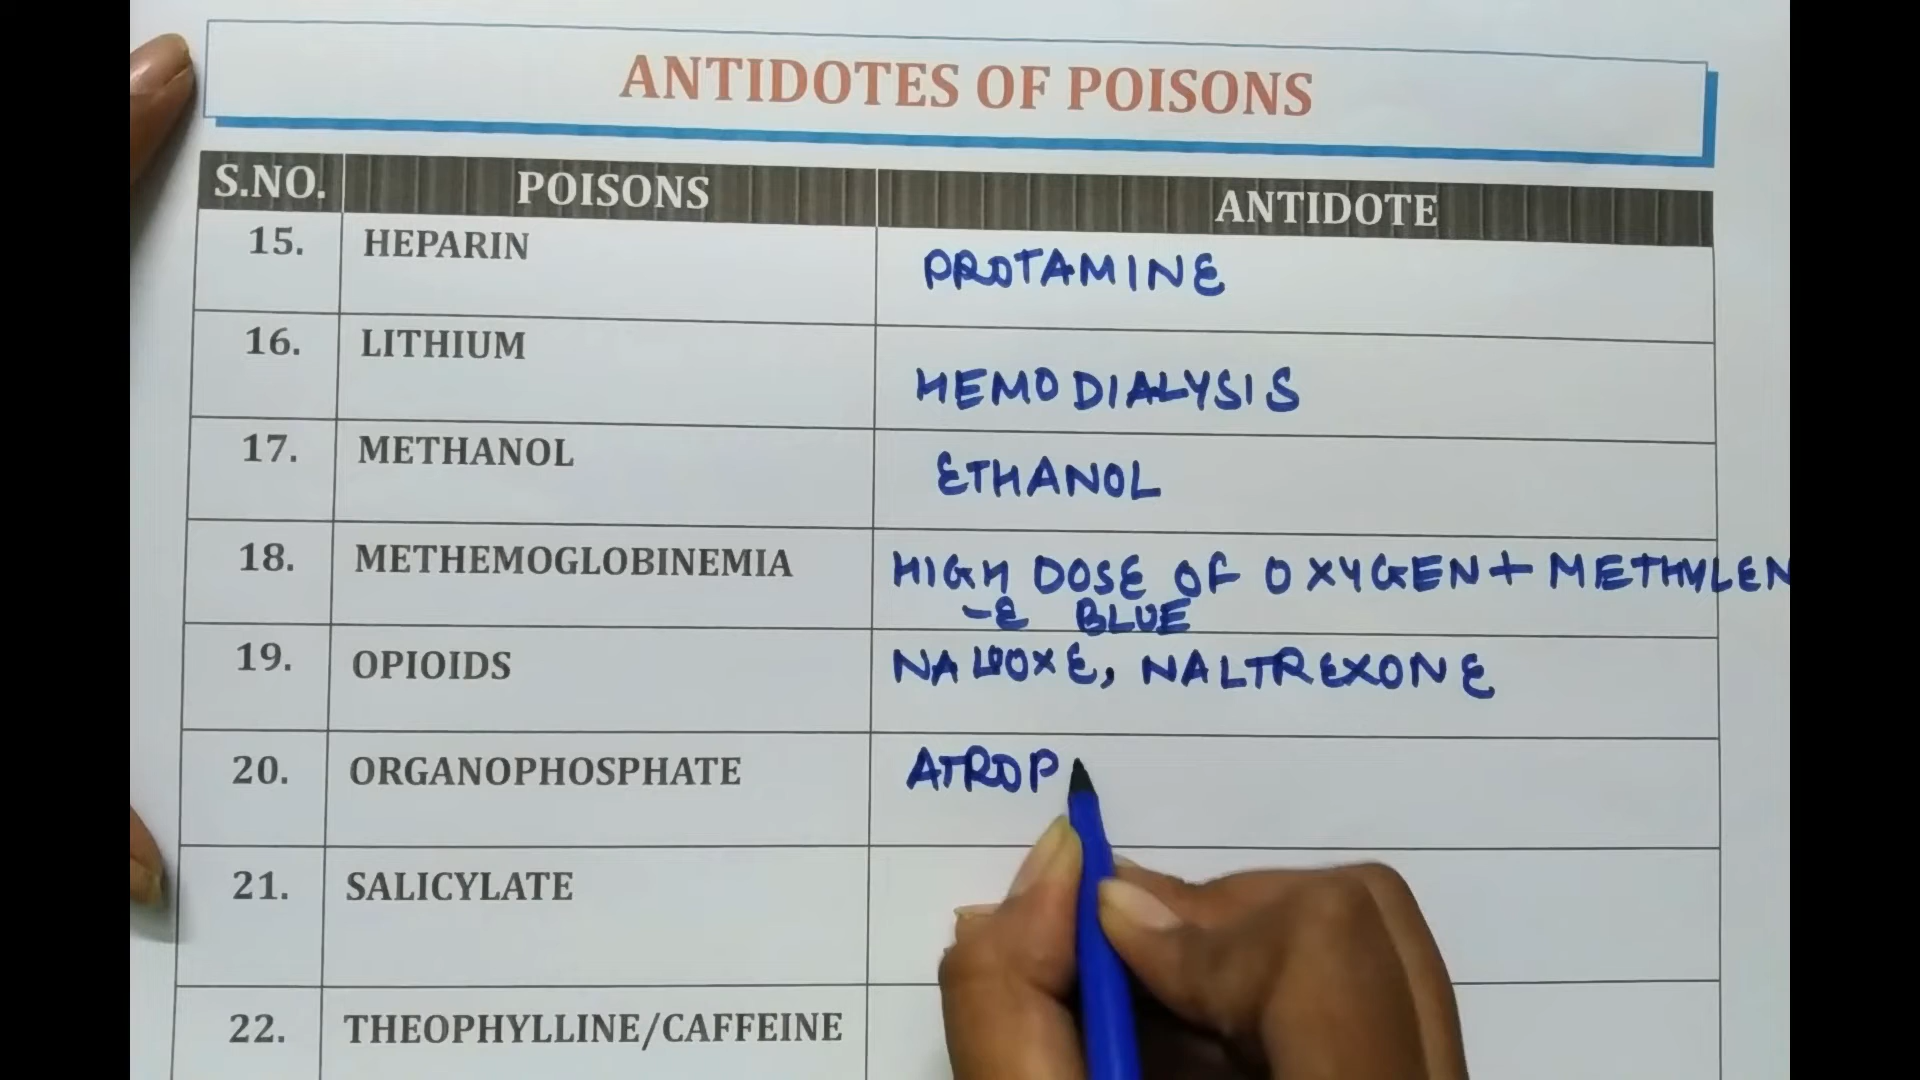 ANTIDOTES OF POISONS
S.NO. POISONS ANTIDOTE
15. HEPARIN PROTAMINE
16. LITHIUM HEMODIALYSIS
17. METHANOL ETHANOL
18. METHEMOGLOBINEMIA HIGH DOSE OF OXYGEN + METHYLEN
-E BLUE
19. OPIOIDS NALOOXE, NALTREXONE
20. ORGANOPHOSPHATE ATROP
21. SALICYLATE
22. THEOPHYLLINE/CAFFEINE